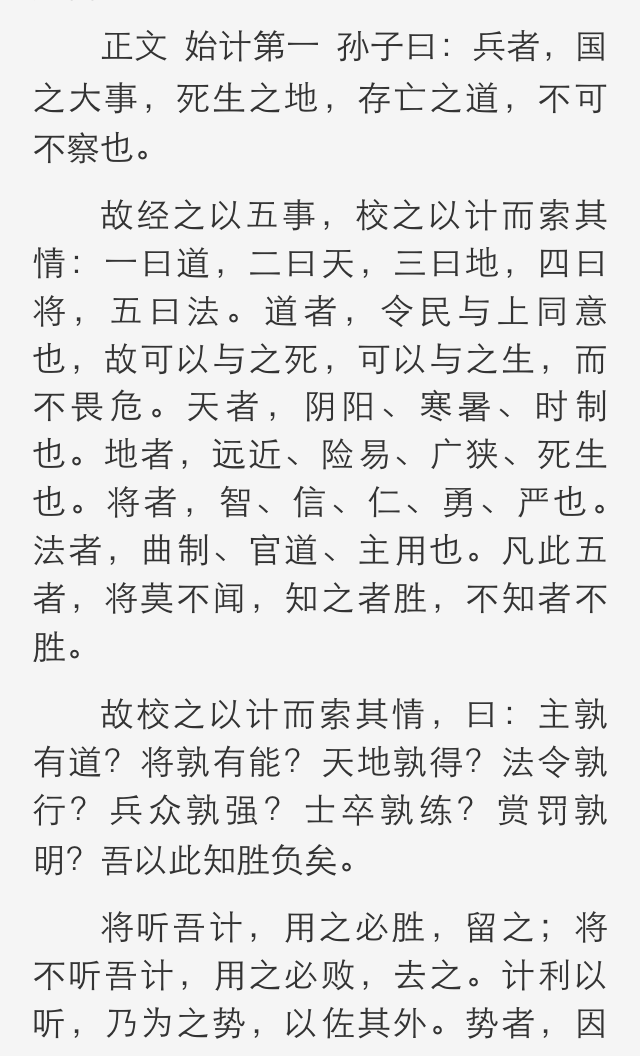 正文 始计第一 孙子曰：兵者，国
之大事，死生之地，存亡之道，不可
不察也。
故经之以五事，校之以计而索其
情：一曰道，二曰天，三曰地，四曰
将，五曰法。道者，令民与上同意
也，故可以与之死，可以与之生，而
不畏危。天者，阴阳、寒暑、时制
也。地者，远近、险易、广狭、死生
也。将者，智、信、仁、勇、严也。
法者，曲制、官道、主用也。凡此五
者，将莫不闻，知之者胜，不知者不
胜。
故校之以计而索其情，曰：主孰
有道？将孰有能？天地孰得？法令孰
行？兵众孰强？士卒孰练？赏罚孰
明？吾以此知胜负矣。
将听吾计，用之必胜，留之；将
不听吾计，用之必败，去之。计利以
听，乃为之势，以佐其外。势者，因